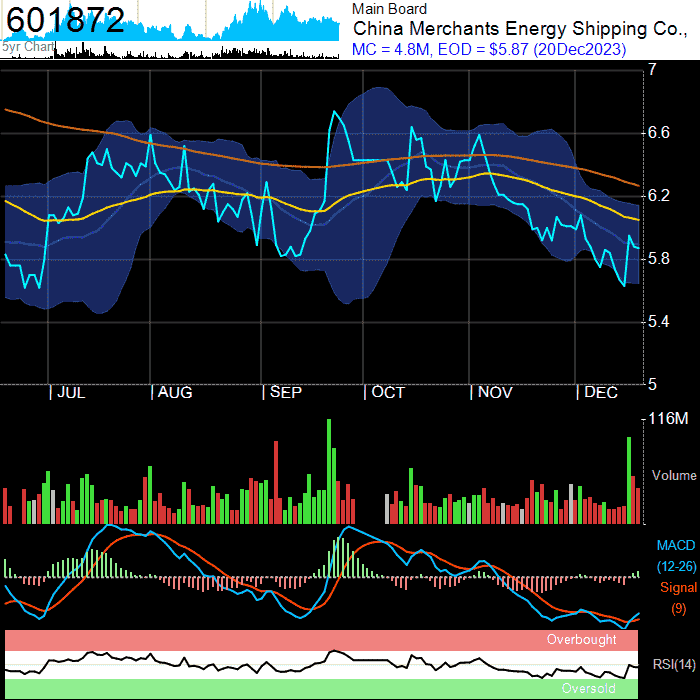 601872
5yr Chart
Main Board
China Merchants Energy Shipping Co.,
MC = 4.8M, EOD = $5.87 (20Dec2023)
7
6.6
6.2
5.8
5.4
5
JUL
AUG
SEP
OCT
NOV
DEC
116M
Volume
MACD
(12-26)
Signal
(9)
Overbought
RSI(14)
Oversold